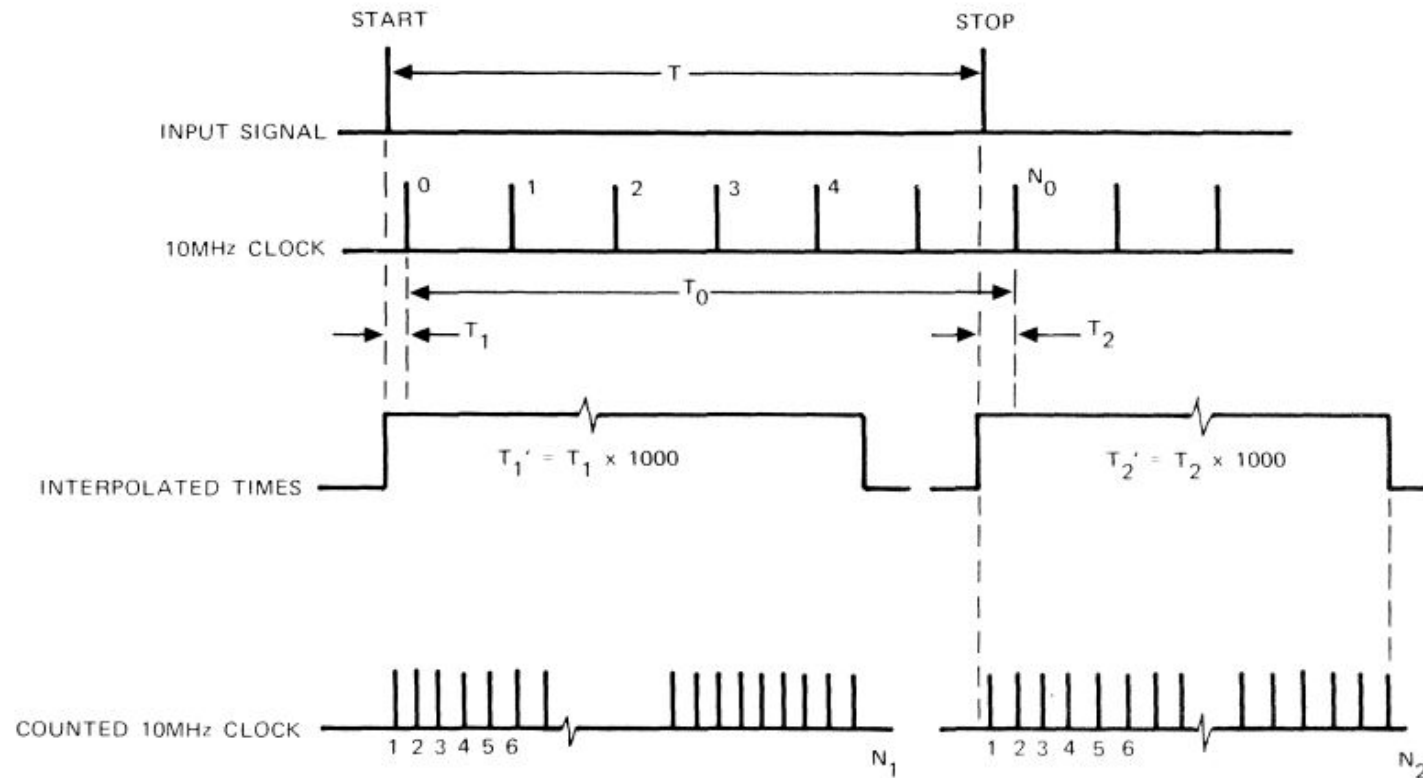 START STOP
T
INPUT SIGNAL
0 1 2 3 4 N₀
10MHz CLOCK
T₀
T₁ T₂
T₁′ = T₁ × 1000 T₂′ = T₂ × 1000
INTERPOLATED TIMES
COUNTED 10MHz CLOCK
1 2 3 4 5 6 N₁ 1 2 3 4 5 6 N₂